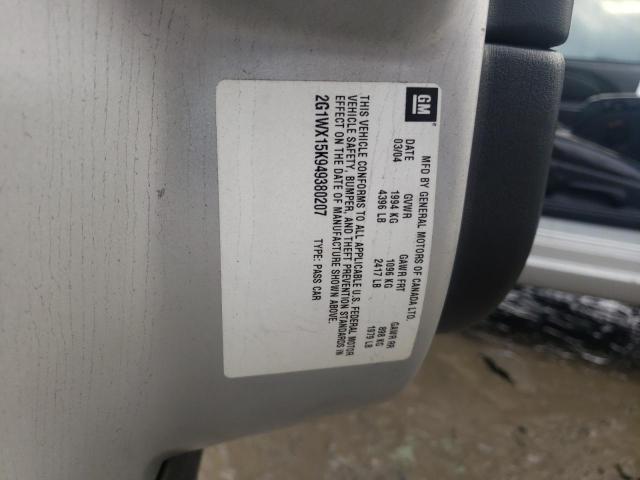 GM
MFD BY GENERAL MOTORS OF CANADA LTD.
DATE GVWR GAWR FRT GAWR RR
03/04 1994 KG 1096 KG 898 KG
4396 LB 2417 LB 1979 LB
THIS VEHICLE CONFORMS TO ALL APPLICABLE U.S. FEDERAL MOTOR
VEHICLE SAFETY, BUMPER, AND THEFT PREVENTION STANDARDS IN
EFFECT ON THE DATE OF MANUFACTURE SHOWN ABOVE.
2G1WX15K949380207 TYPE: PASS CAR